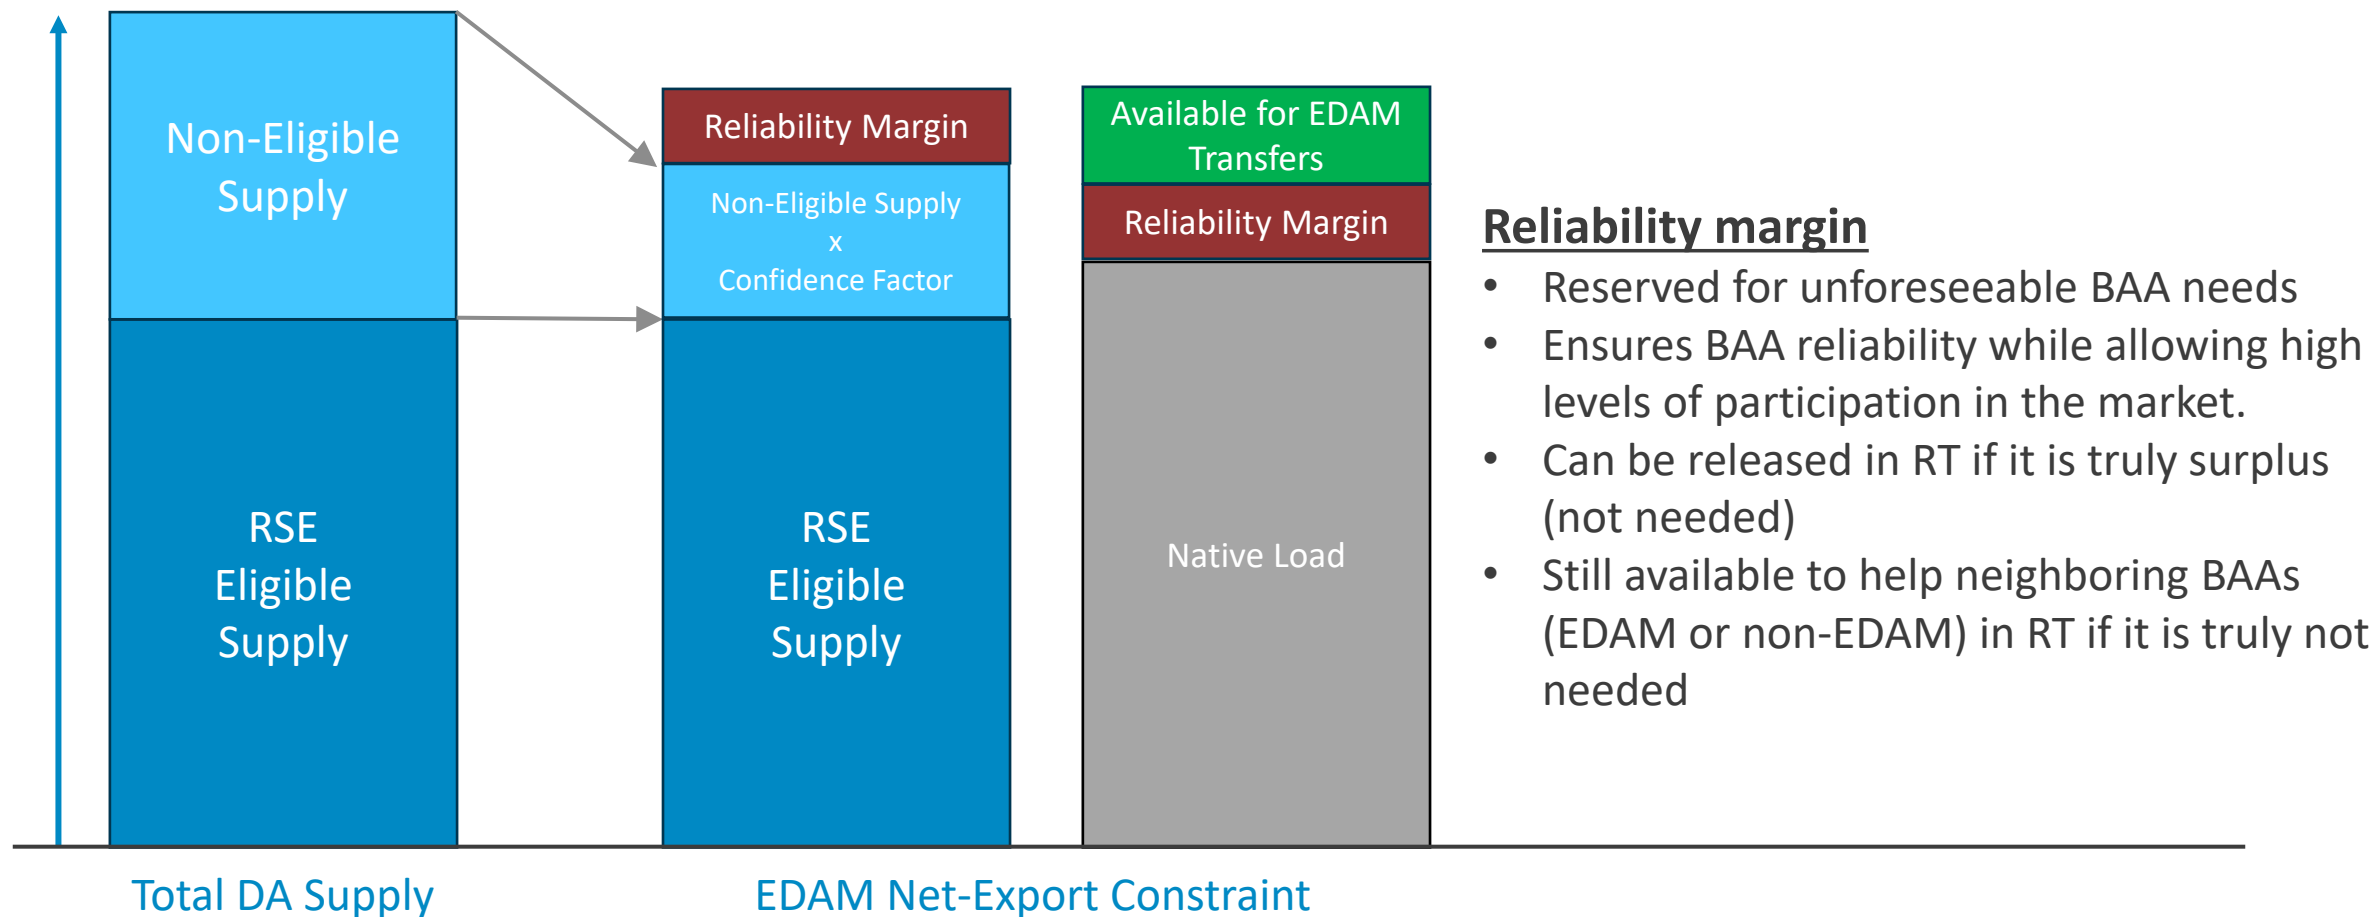 Non-Eligible
Supply
RSE
Eligible
Supply
Total DA Supply
Reliability Margin
Non-Eligible Supply
x
Confidence Factor
RSE
Eligible
Supply
Available for EDAM
Transfers
Reliability Margin
Native Load
EDAM Net-Export Constraint
Reliability margin
• Reserved for unforeseeable BAA needs
• Ensures BAA reliability while allowing high
levels of participation in the market.
• Can be released in RT if it is truly surplus
(not needed)
• Still available to help neighboring BAAs
(EDAM or non-EDAM) in RT if it is truly not
needed